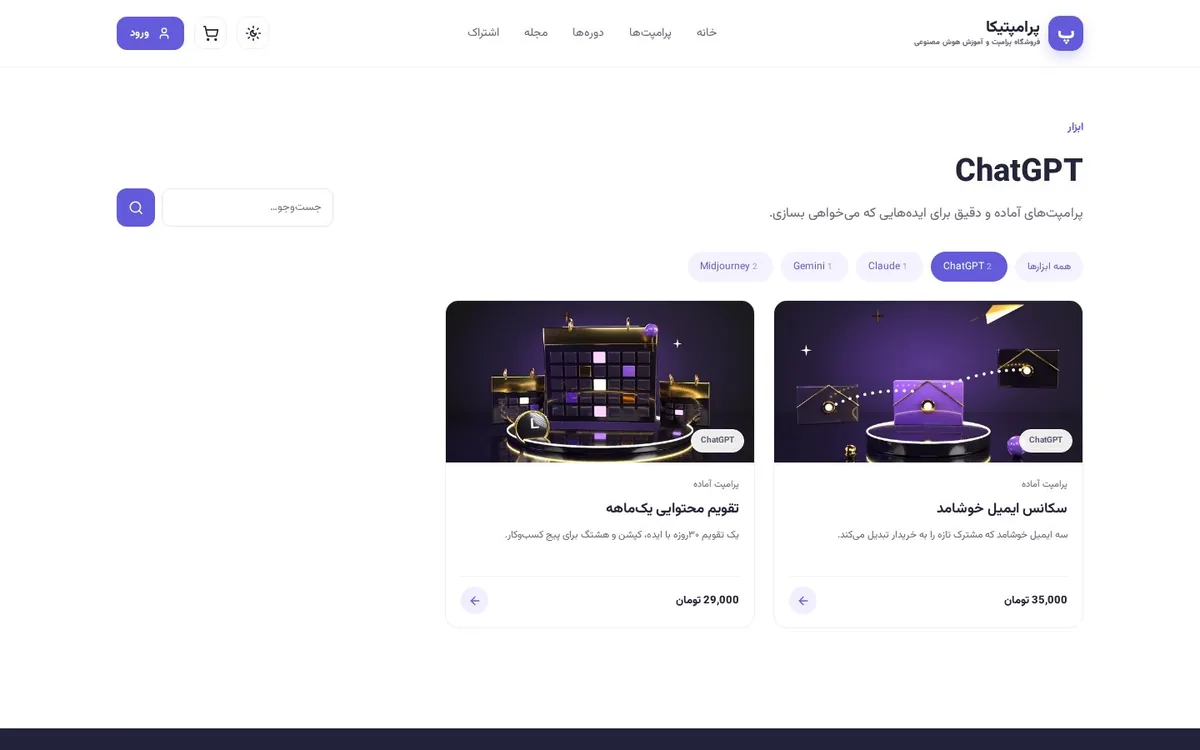 پ
پرامپتیکا
فروشگاه پرامپت و آموزش هوش مصنوعی
خانه
پرامپت‌ها
دوره‌ها
مجله
اشتراک
ورود
ابزار
ChatGPT
پرامپت‌های آماده و دقیق برای ایده‌هایی که می‌خواهی بسازی.
جست‌وجو...
همه ابزارها
ChatGPT 2
Claude 1
Gemini 1
Midjourney 2
ChatGPT
پرامپت آماده
سکانس ایمیل خوشامد
سه ایمیل خوشامد که مشترک تازه را به خریدار تبدیل می‌کند.
35,000 تومان
ChatGPT
پرامپت آماده
تقویم محتوایی یک‌ماهه
یک تقویم ۳۰روزه با ایده، کپشن و هشتگ برای پیج کسب‌وکار.
29,000 تومان